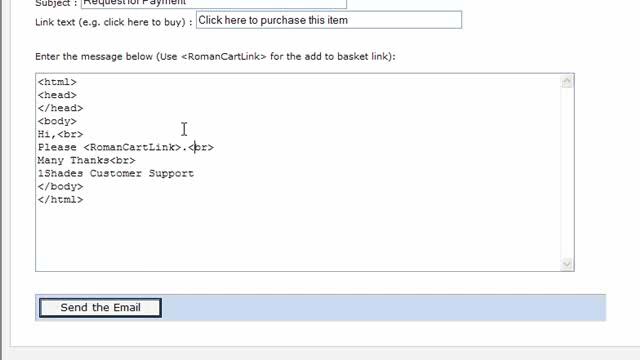 Subject : Request for Payment
Link text (e.g. click here to buy) : Click here to purchase this item
Enter the message below (Use <RomanCartLink> for the add to basket link):
<html>
<head>
</head>
<body>
Hi,<br>
Please <RomanCartLink>.<br>
Many Thanks<br>
1Shades Customer Support
</body>
</html>
Send the Email